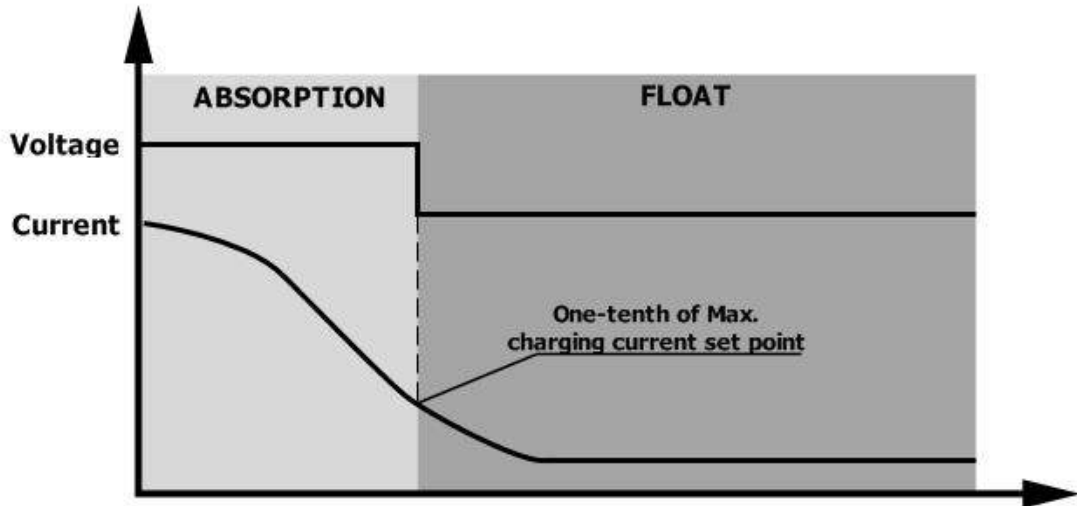 ABSORPTION
FLOAT
Voltage
Current
One-tenth of Max.
charging current set point